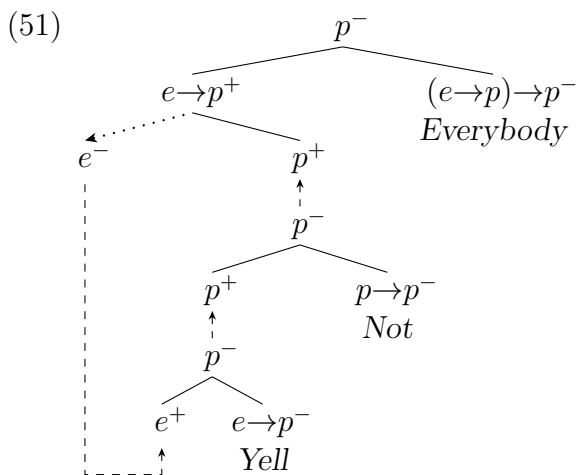 (51)
p⁻
e→p⁺ (e→p)→p⁻
Everybody
e⁻ p⁺
p⁻
p⁺ p→p⁻
Not
p⁻
e⁺ e→p⁻
Yell